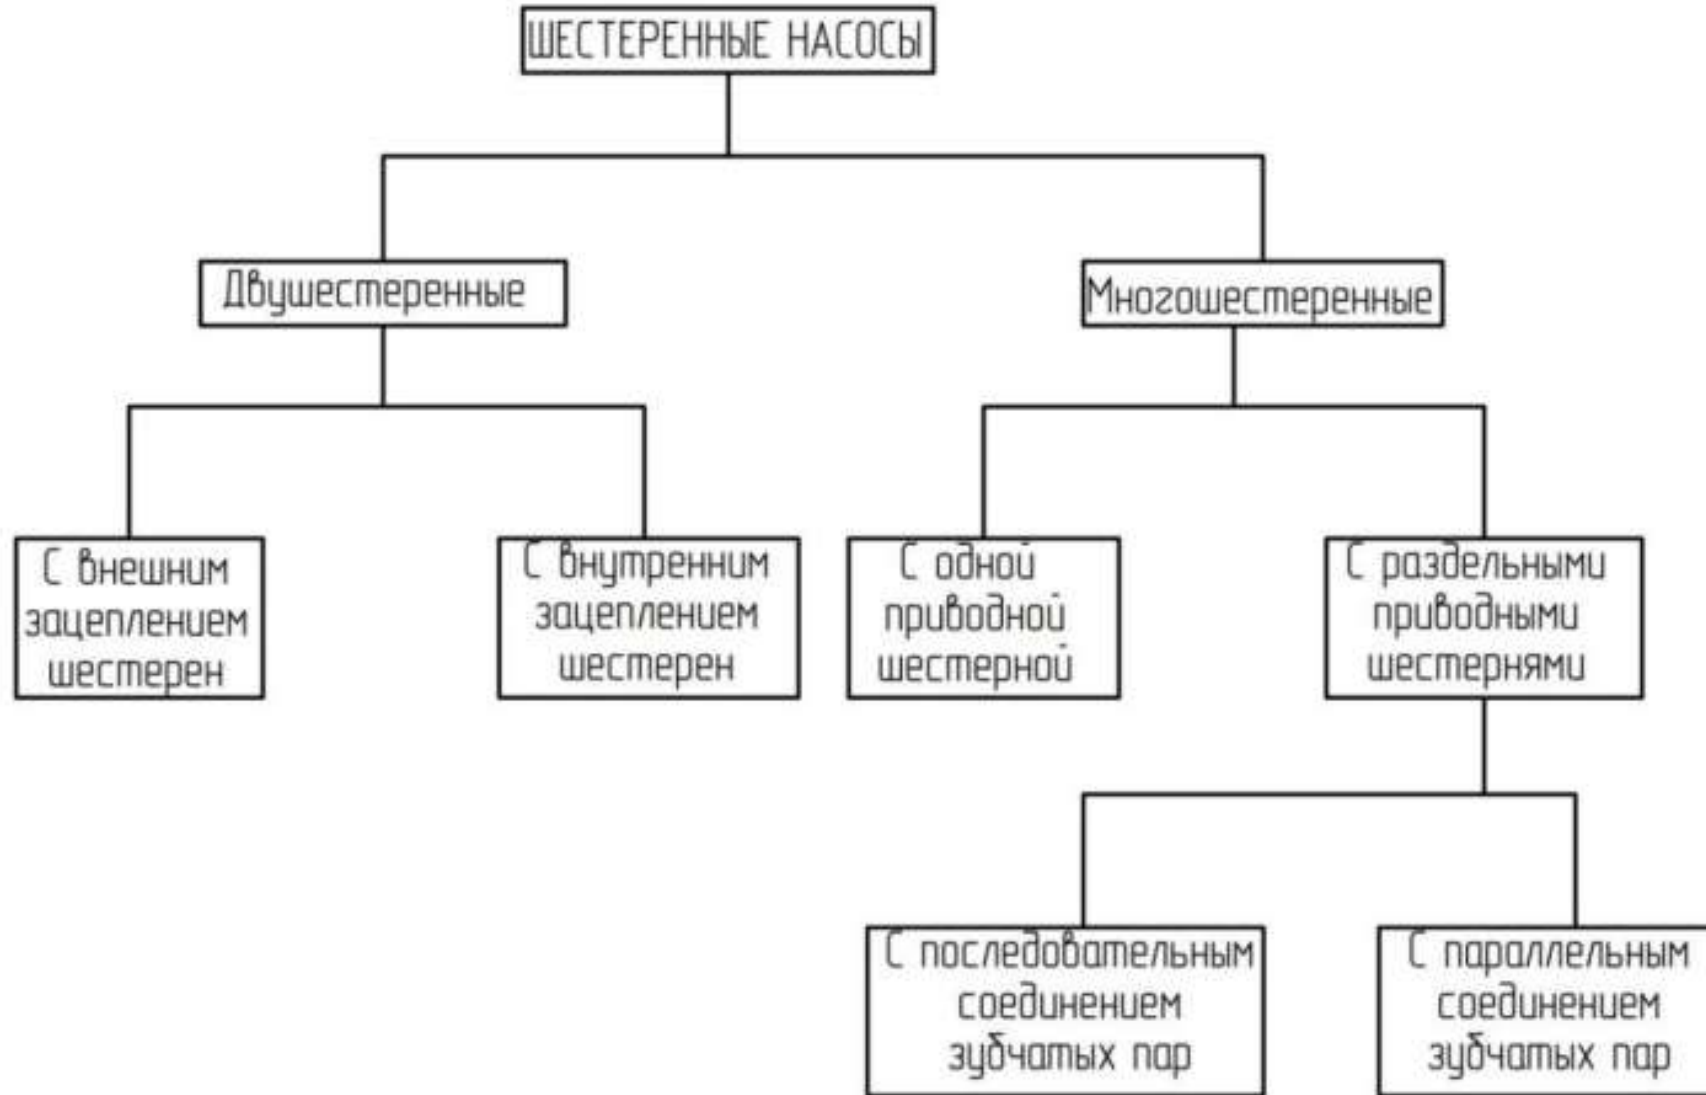 ШЕСТЕРЕННЫЕ НАСОСЫ
Двушестеренные
Многошестеренные
С внешним
зацеплением
шестерен
С внутренним
зацеплением
шестерен
С одной
приводной
шестерной
С раздельными
приводными
шестернями
С последовательным
соединением
зубчатых пар
С параллельным
соединением
зубчатых пар